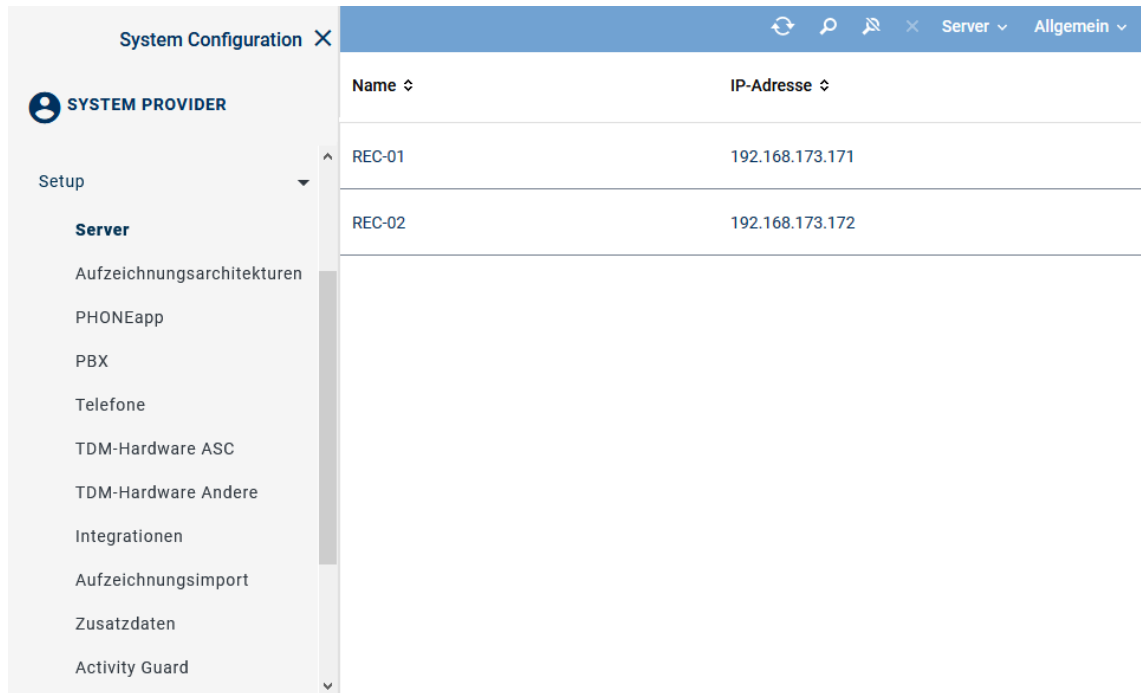 System Configuration
SYSTEM PROVIDER
Setup
Server
Aufzeichnungsarchitekturen
PHONEapp
PBX
Telefone
TDM-Hardware ASC
TDM-Hardware Andere
Integrationen
Aufzeichnungsimport
Zusatzdaten
Activity Guard
Server Allgemein
Name IP-Adresse
REC-01 192.168.173.171
REC-02 192.168.173.172